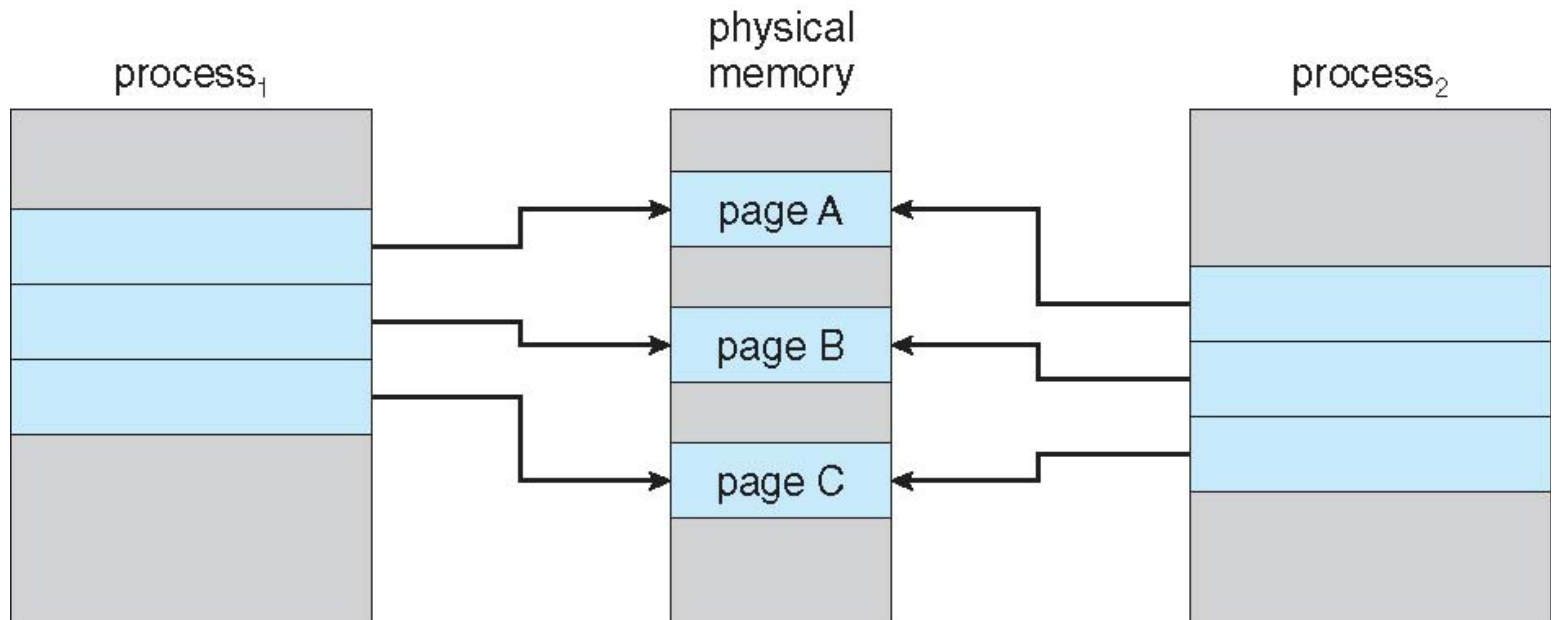 physical
memory
process₁
process₂
page A
page B
page C